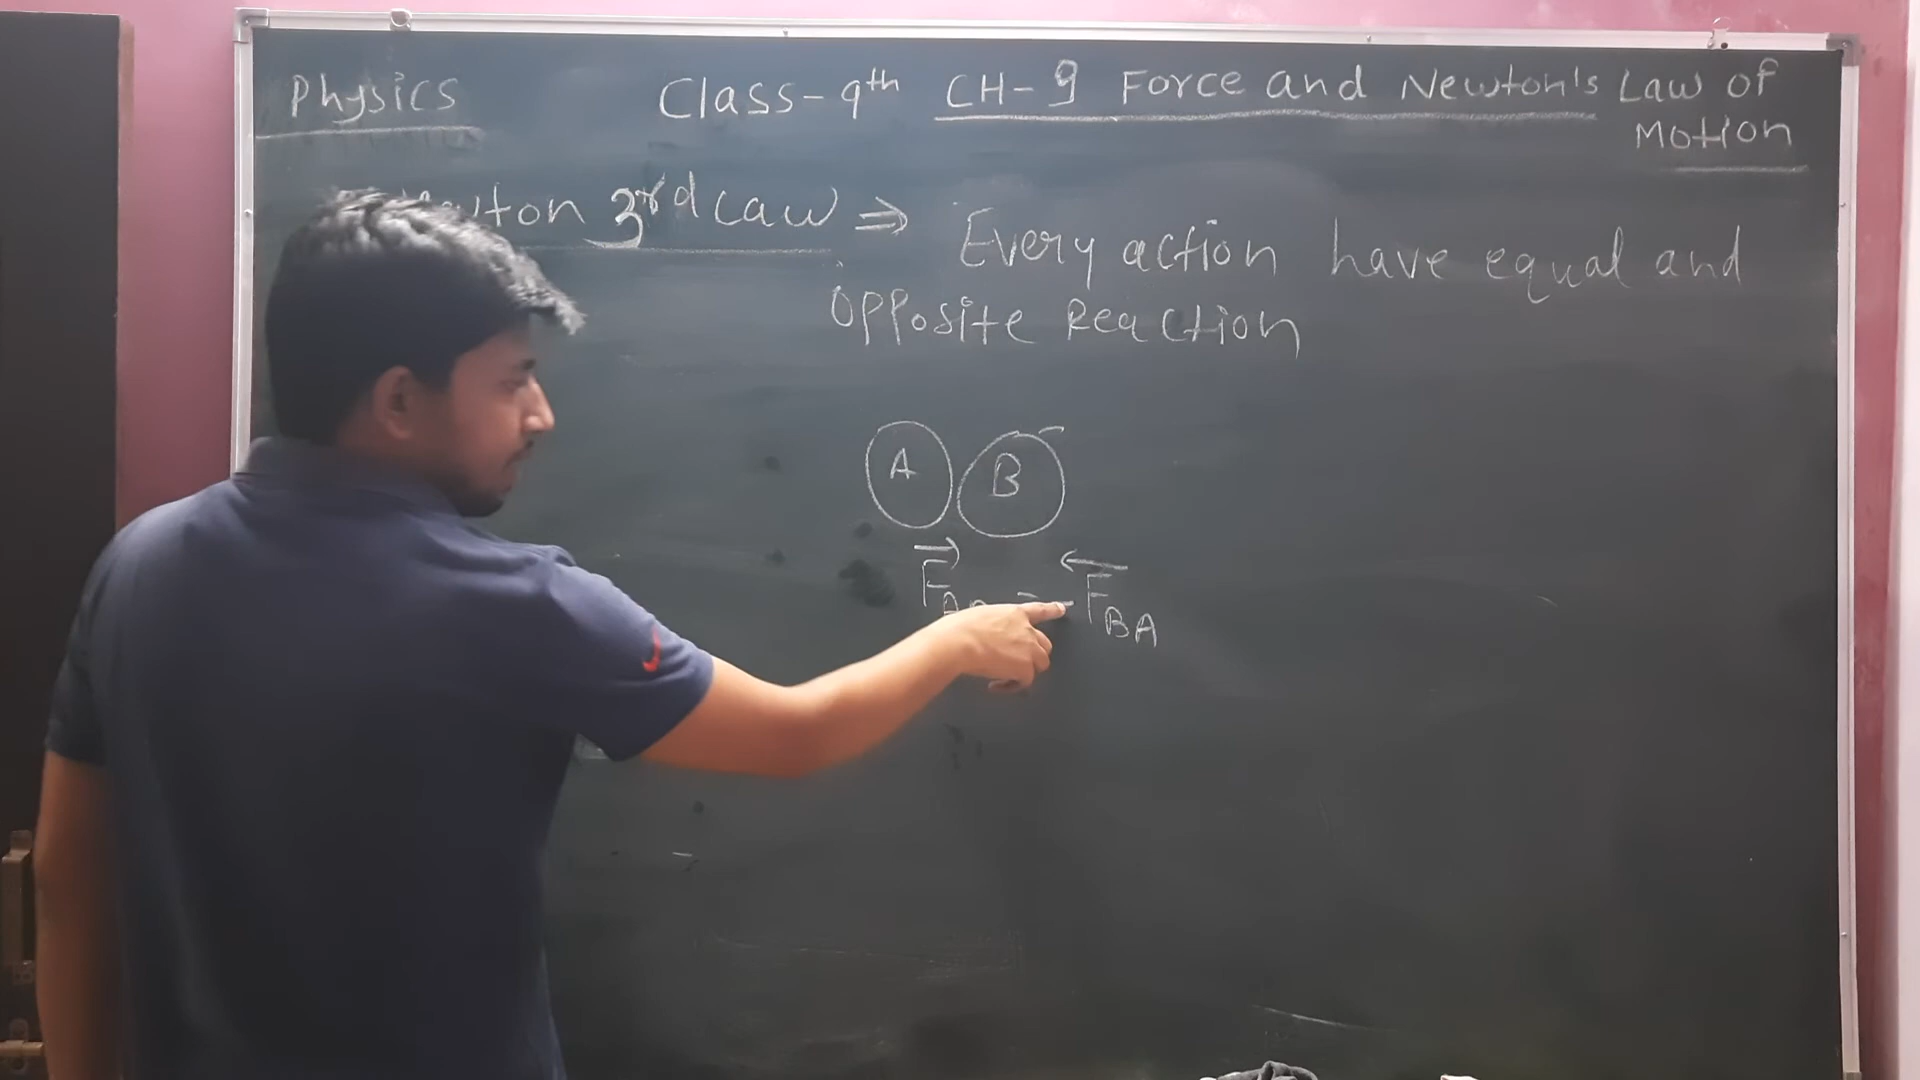 Physics
Class-9th CH-9 Force and Newton's Law of
Motion
3rd Law ⇒ Every action have equal and
opposite Reaction
A B
F = -F BA